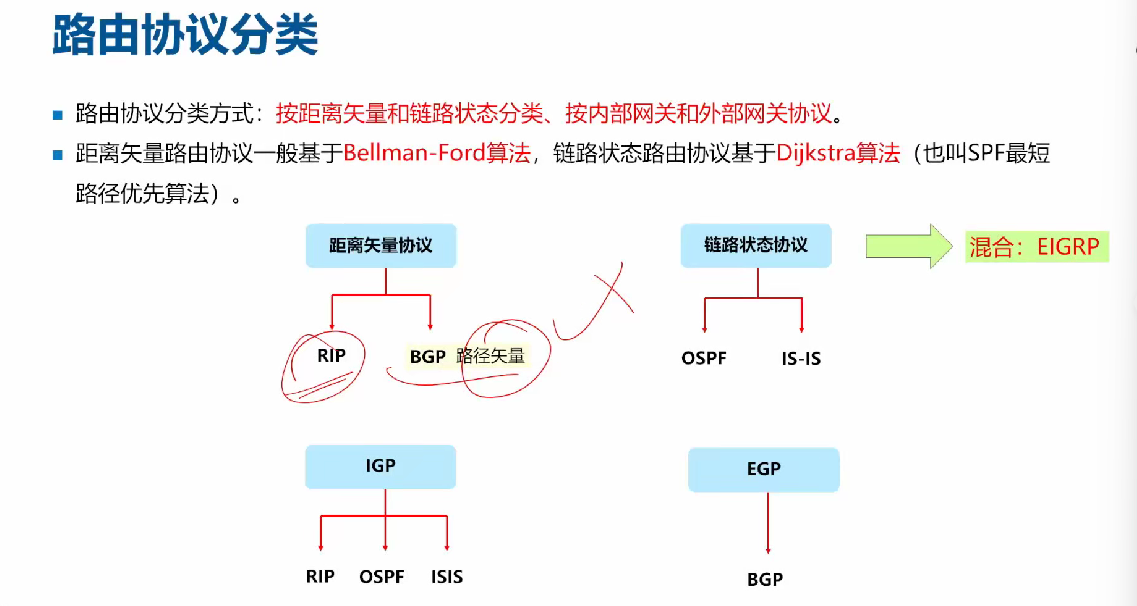 路由协议分类
路由协议分类方式：按距离矢量和链路状态分类、按内部网关和外部网关协议。
距离矢量路由协议一般基于Bellman-Ford算法，链路状态路由协议基于Dijkstra算法（也叫SPF最短
路径优先算法）。
距离矢量协议
链路状态协议
混合：EIGRP
RIP
BGP 路径矢量
OSPF
IS-IS
IGP
EGP
RIP
OSPF
ISIS
BGP